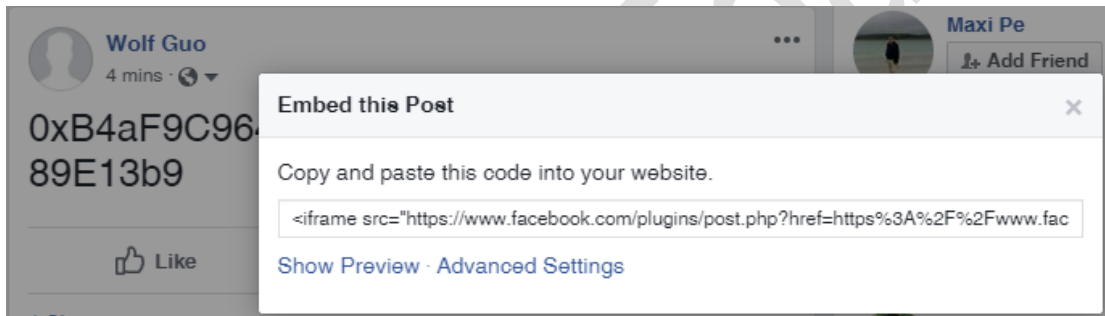 Wolf Guo
4 mins
0xB4aF9C964
89E13b9
Like
Maxi Pe
Add Friend
Embed this Post
Copy and paste this code into your website.
<iframe src="https://www.facebook.com/plugins/post.php?href=https%3A%2F%2Fwww.fac
Show Preview · Advanced Settings